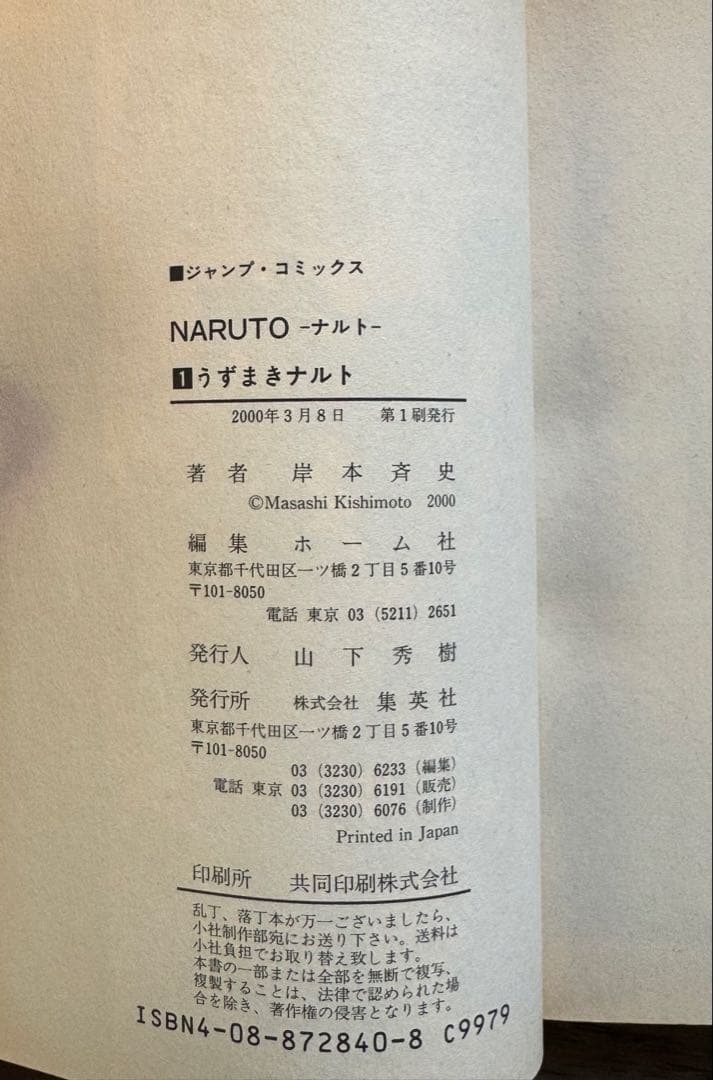 ■ジャンプ・コミックス
NARUTO -ナルト-
1うずまきナルト
2000年3月8日 第1刷発行
著者 岸本斉史
©Masashi Kishimoto 2000
編集 ホーム社
東京都千代田区一ツ橋2丁目5番10号
〒101-8050
電話 東京 03 (5211) 2651
発行人 山下秀樹
発行所 株式会社 集英社
東京都千代田区一ツ橋2丁目5番10号
〒101-8050
03 (3230) 6233 (編集)
電話 東京 03 (3230) 6191 (販売)
03 (3230) 6076 (制作)
Printed in Japan
印刷所 共同印刷株式会社
乱丁、落丁本が万一ございましたら、
小社制作部宛にお送り下さい。送料は
小社負担でお取り替え致します。
本書の一部または全部を無断で複写、
複製することは、法律で認められた場
合を除き、著作権の侵害となります。
ISBN4-08-872840-8 C9979